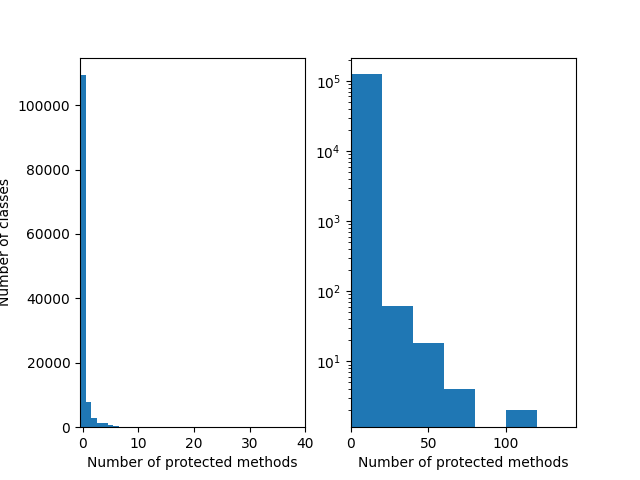 Number of classes
100000
80000
60000
40000
20000
0
0 10 20 30 40
Number of protected methods
10^5
10^4
10^3
10^2
10^1
0 50 100
Number of protected methods